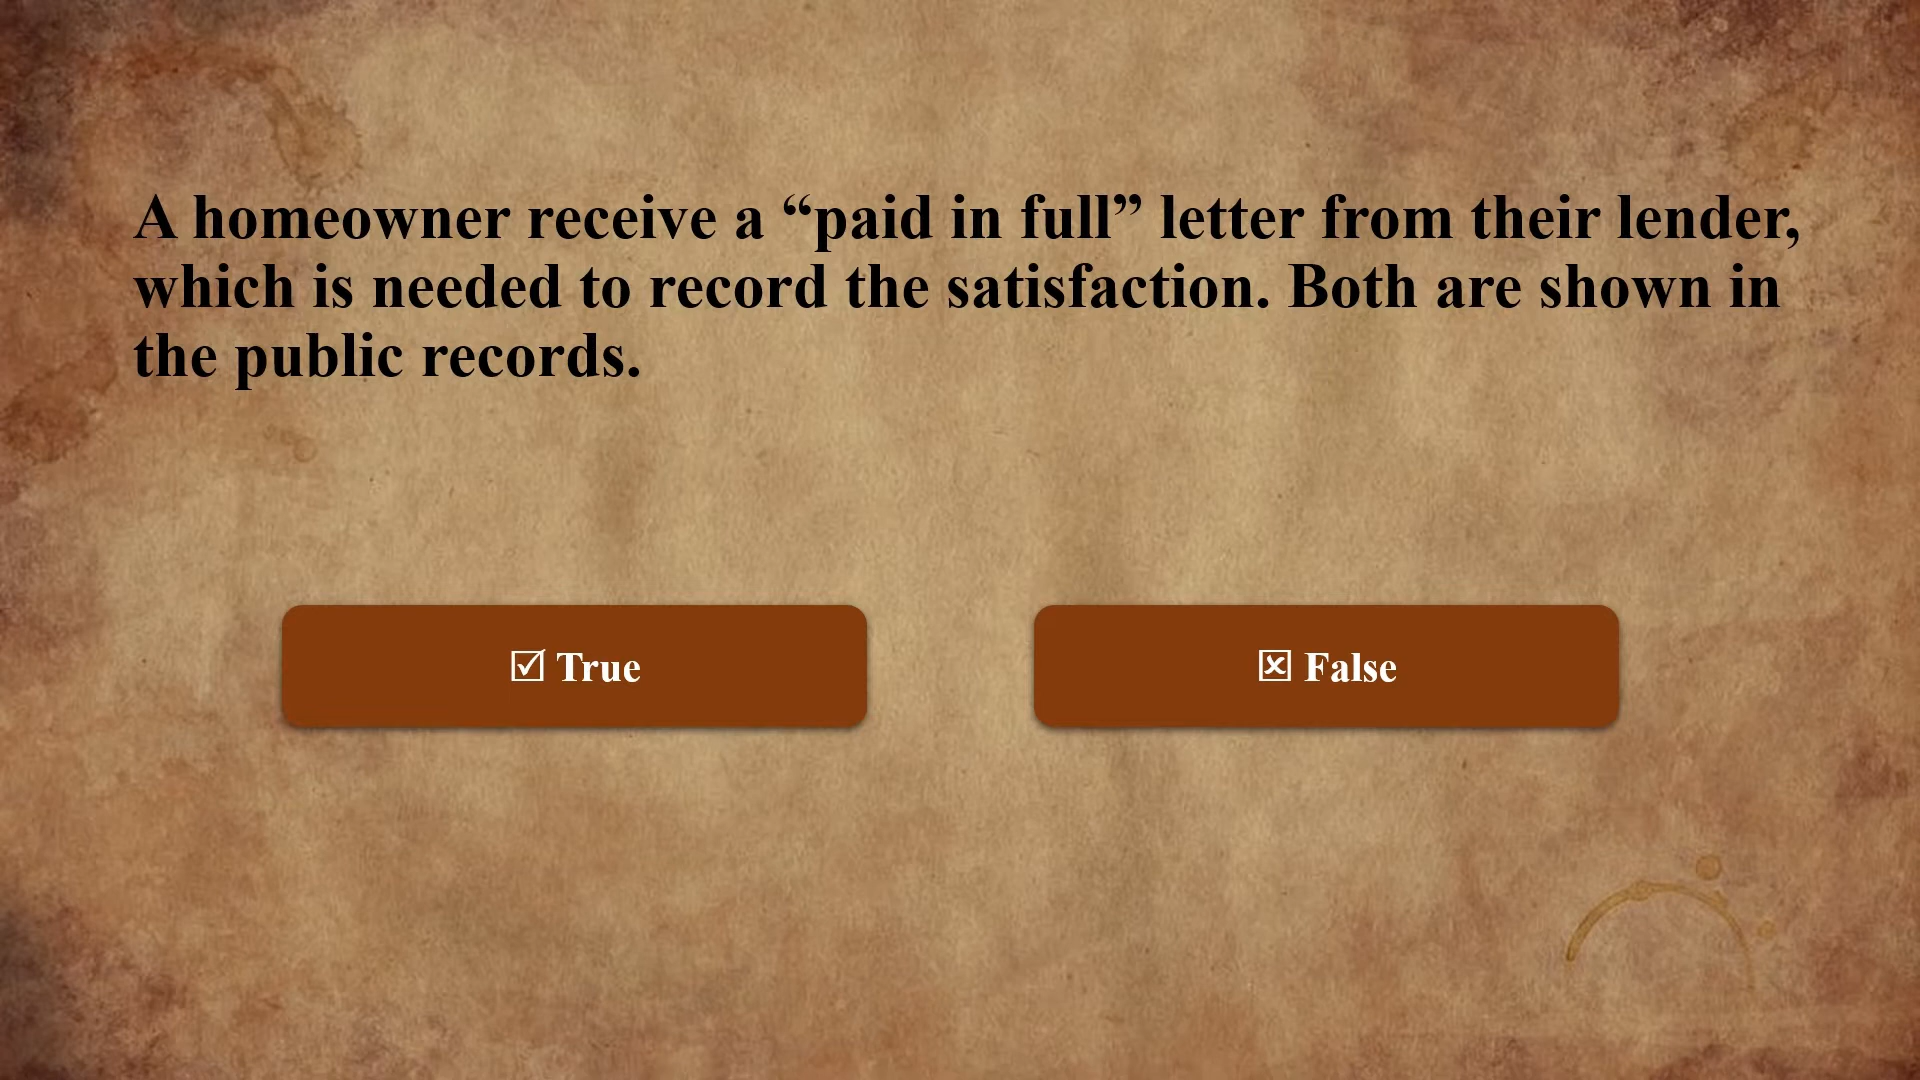 A homeowner receive a “paid in full” letter from their lender,
which is needed to record the satisfaction. Both are shown in
the public records.
☑ True
☒ False